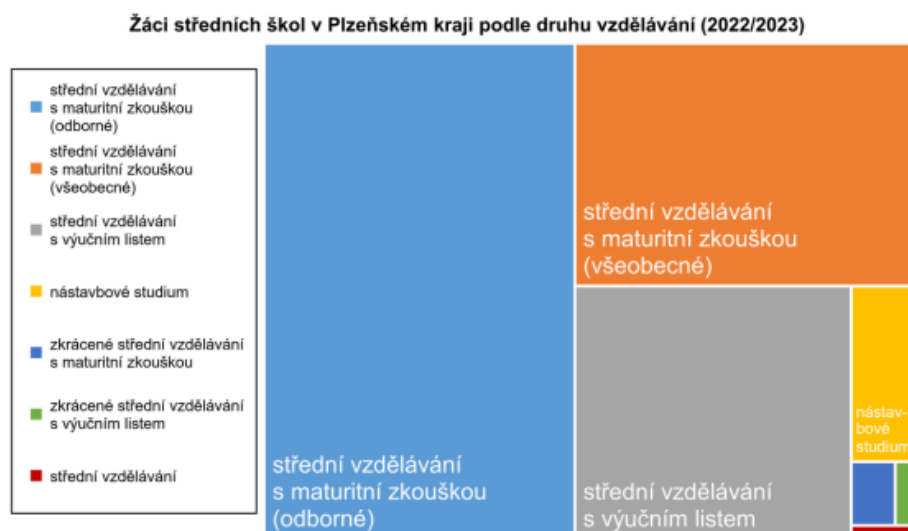 Žáci středních škol v Plzeňském kraji podle druhu vzdělávání (2022/2023)
střední vzdělávání
s maturitní zkouškou
(odborné)
střední vzdělávání
s maturitní zkouškou
(všeobecné)
střední vzdělávání
s výučním listem
nástavbové studium
zkrácené střední vzdělávání
s maturitní zkouškou
zkrácené střední vzdělávání
s výučním listem
střední vzdělávání
střední vzdělávání
s maturitní zkouškou
(odborné)
střední vzdělávání
s maturitní zkouškou
(všeobecné)
střední vzdělávání
s výučním listem
nástav-
bové
studium